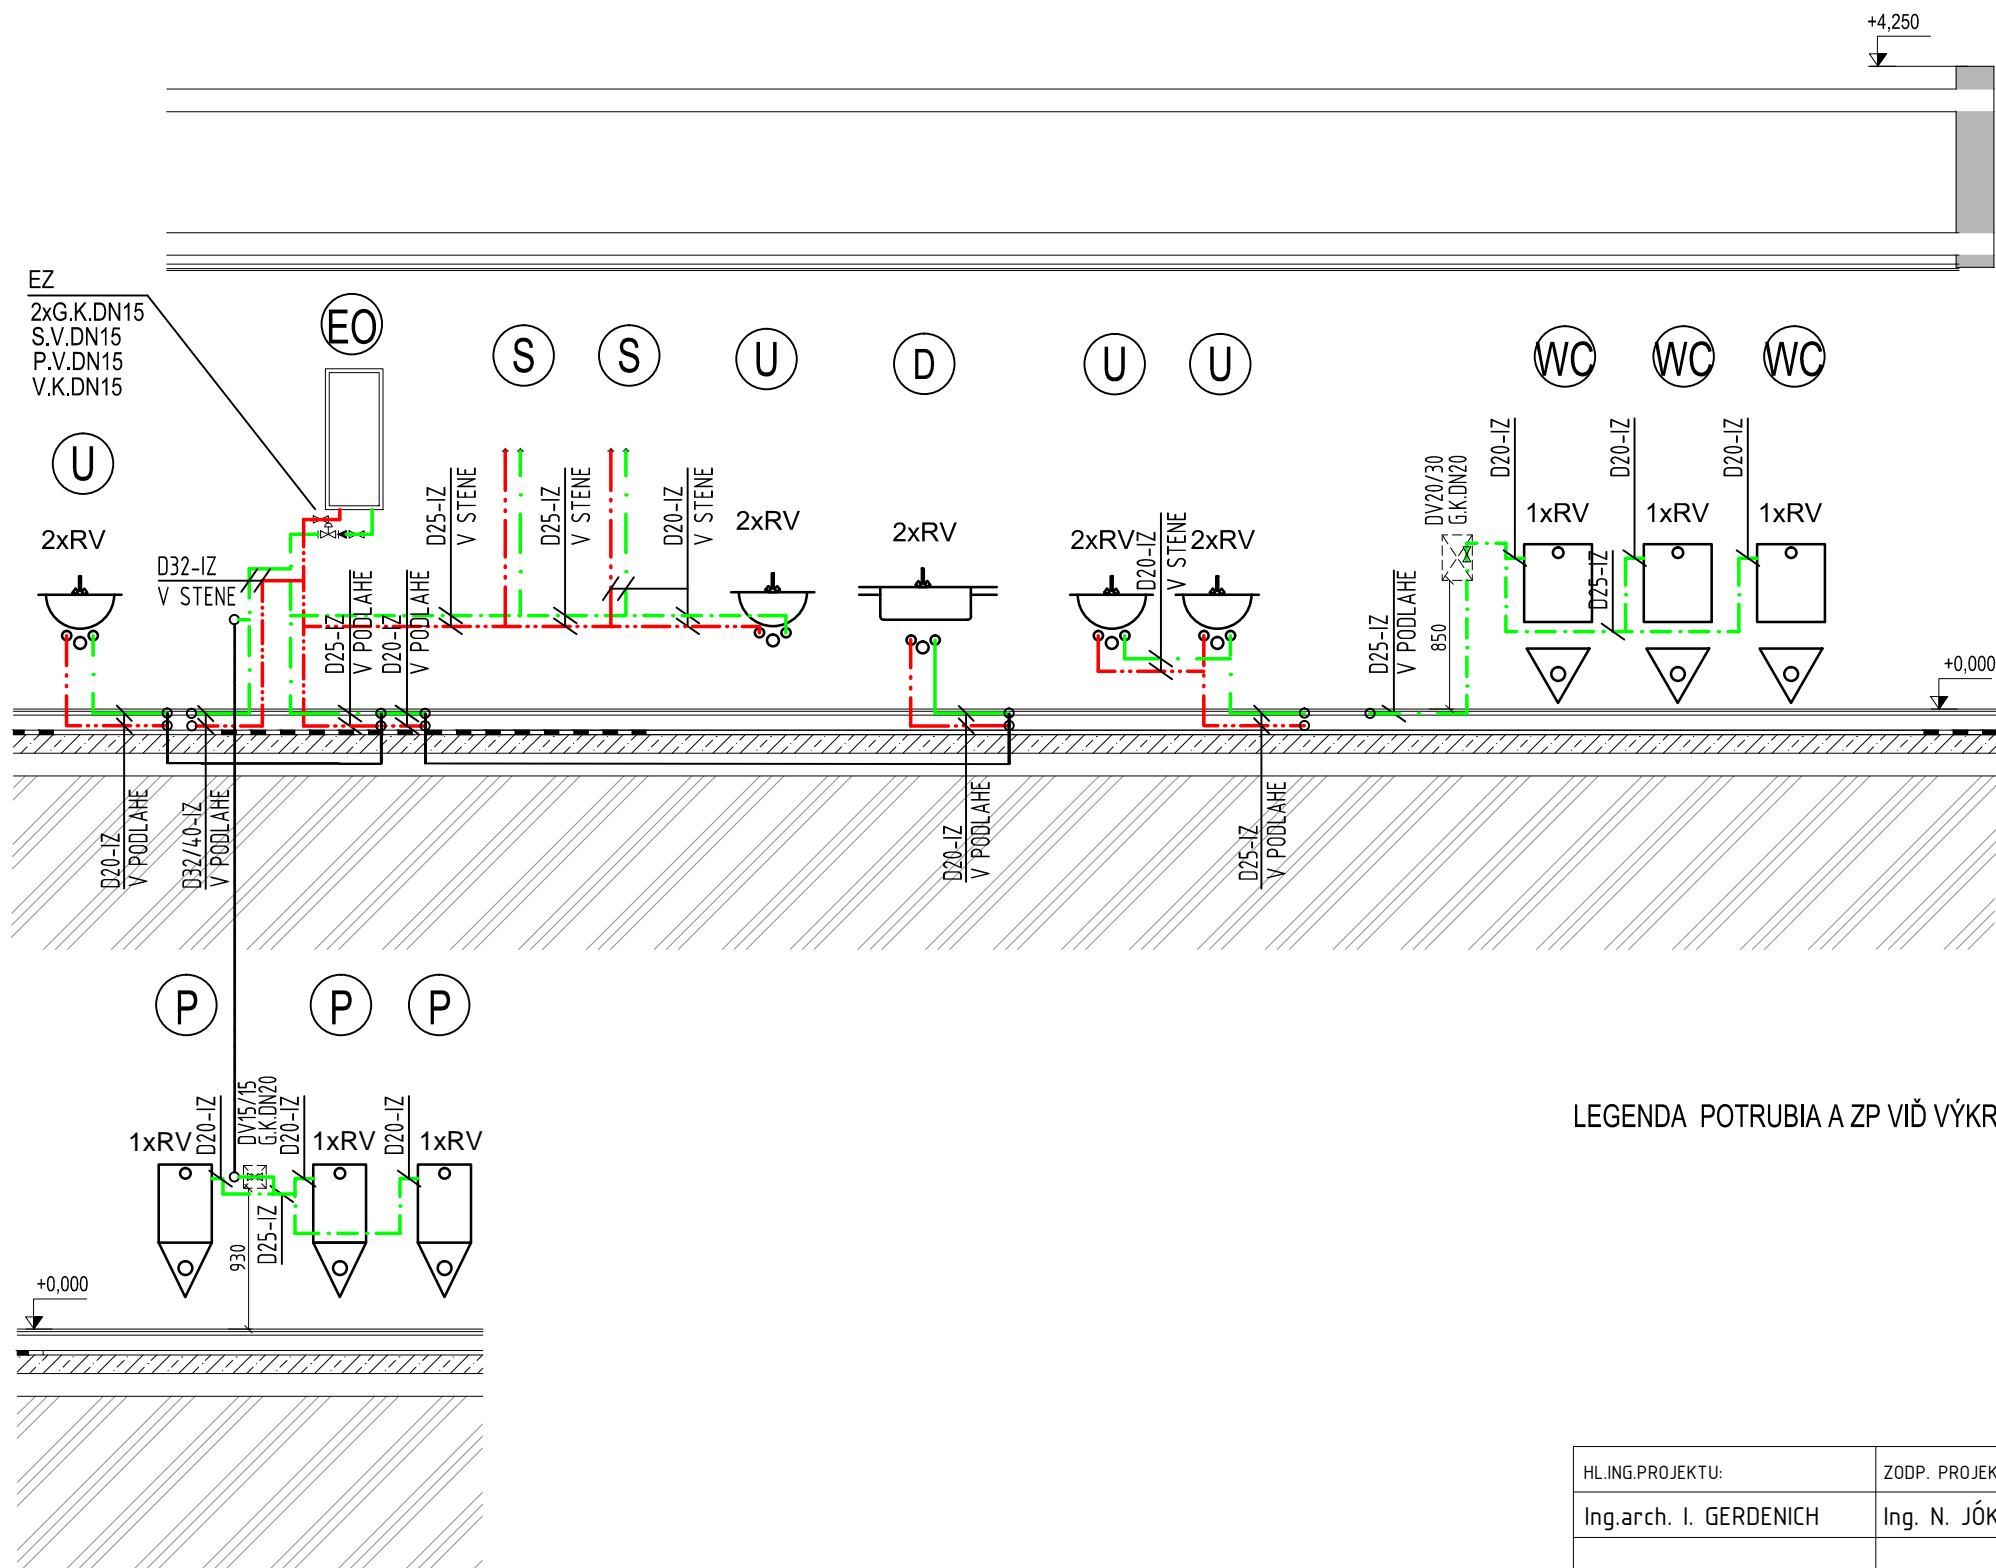 +4,250
EZ
2xG.K.DN15
S.V.DN15
P.V.DN15
V.K.DN15
EO
S
S
U
D
U
U
WC
WC
WC
U
2xRV
D32-IZ
V STENE
D25-IZ
V STENE
D25-IZ
V STENE
D20-IZ
V STENE
2xRV
2xRV
2xRV
D20-IZ
V STENE
2xRV
DV20/30
G.K.DN20
D20-IZ
1xRV
D20-IZ
1xRV
D20-IZ
1xRV
D25-IZ
D25-IZ
V PODLAHE
D20-IZ
V PODLAHE
D25-IZ
V PODLAHE
850
+0,000
D20-IZ
V PODLAHE
D32/40-IZ
V PODLAHE
D20-IZ
V PODLAHE
D25-IZ
V PODLAHE
P
P
P
1xRV
D20-IZ
DV15/15
G.K.DN20
D20-IZ
1xRV
D20-IZ
1xRV
D25-IZ
930
+0,000
LEGENDA POTRUBIA A ZP VIĎ VÝKR
HL.ING.PROJEKTU:
ZODP. PROJEK
Ing.arch. I. GERDENICH
Ing. N. JÓK